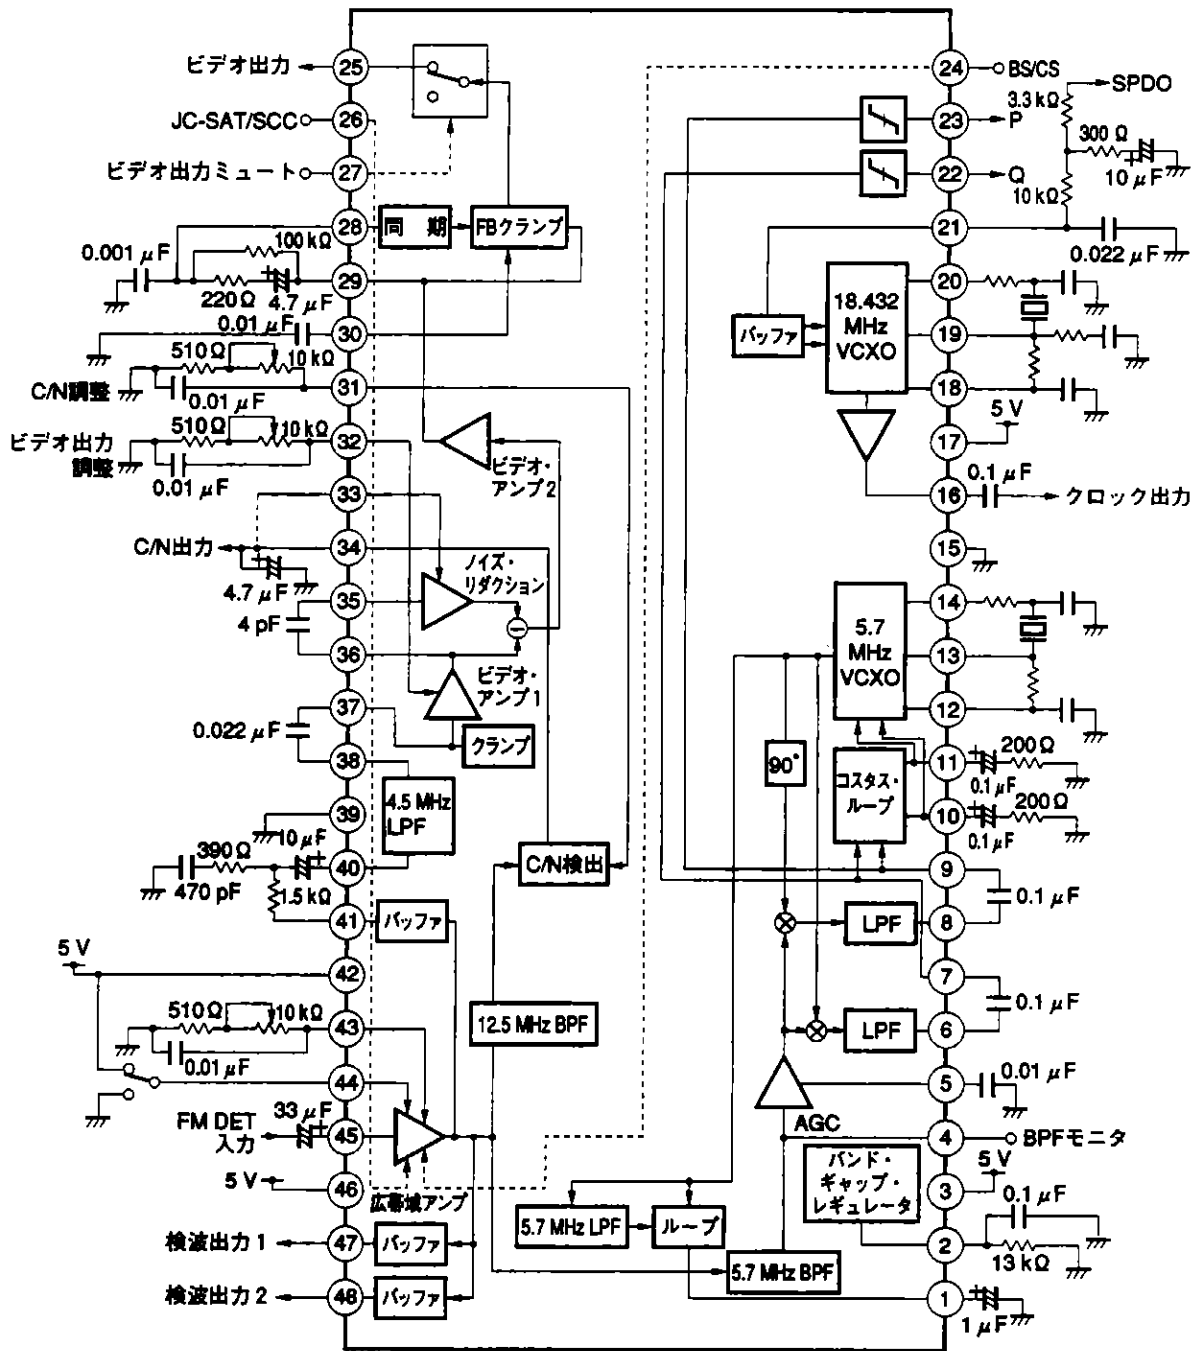 ビデオ出力
25
24
BS/CS
SPDO
3.3 kΩ
JC-SAT/SCC
26
23
P
300 Ω
10 μF
ビデオ出力ミュート
27
22
Q
10 kΩ
28
同 期
FBクランプ
21
0.022 μF
0.001 μF
100 kΩ
29
220 Ω
4.7 μF
20
18.432
MHz
VCXO
バッファ
0.01 μF
30
19
510 Ω
10 kΩ
31
18
C/N調整
0.01 μF
5 V
510 Ω
10 kΩ
32
17
ビデオ出力
調整
0.01 μF
ビデオ・
アンプ2
0.1 μF
33
16
クロック出力
C/N出力
34
15
4.7 μF
ノイズ・
リダクション
35
14
4 pF
5.7
MHz
VCXO
36
13
ビデオ・
アンプ1
37
12
0.022 μF
クランプ
200 Ω
38
90°
コスタス・
ループ
11
0.1 μF
4.5 MHz
LPF
200 Ω
39
10
0.1 μF
10 μF
390 Ω
40
C/N検出
9
470 pF
1.5 kΩ
0.1 μF
41
バッファ
LPF
8
5 V
42
7
0.1 μF
510 Ω
10 kΩ
43
12.5 MHz BPF
LPF
6
0.01 μF
44
5
0.01 μF
33 μF
AGC
FM DET
入力
45
4
BPFモニタ
バンド・
ギャップ・
レギュレータ
5 V
5 V
46
広帯域アンプ
3
0.1 μF
検波出力 1
47
バッファ
5.7 MHz LPF
ループ
2
13 kΩ
5.7 MHz BPF
検波出力 2
48
バッファ
1
1 μF